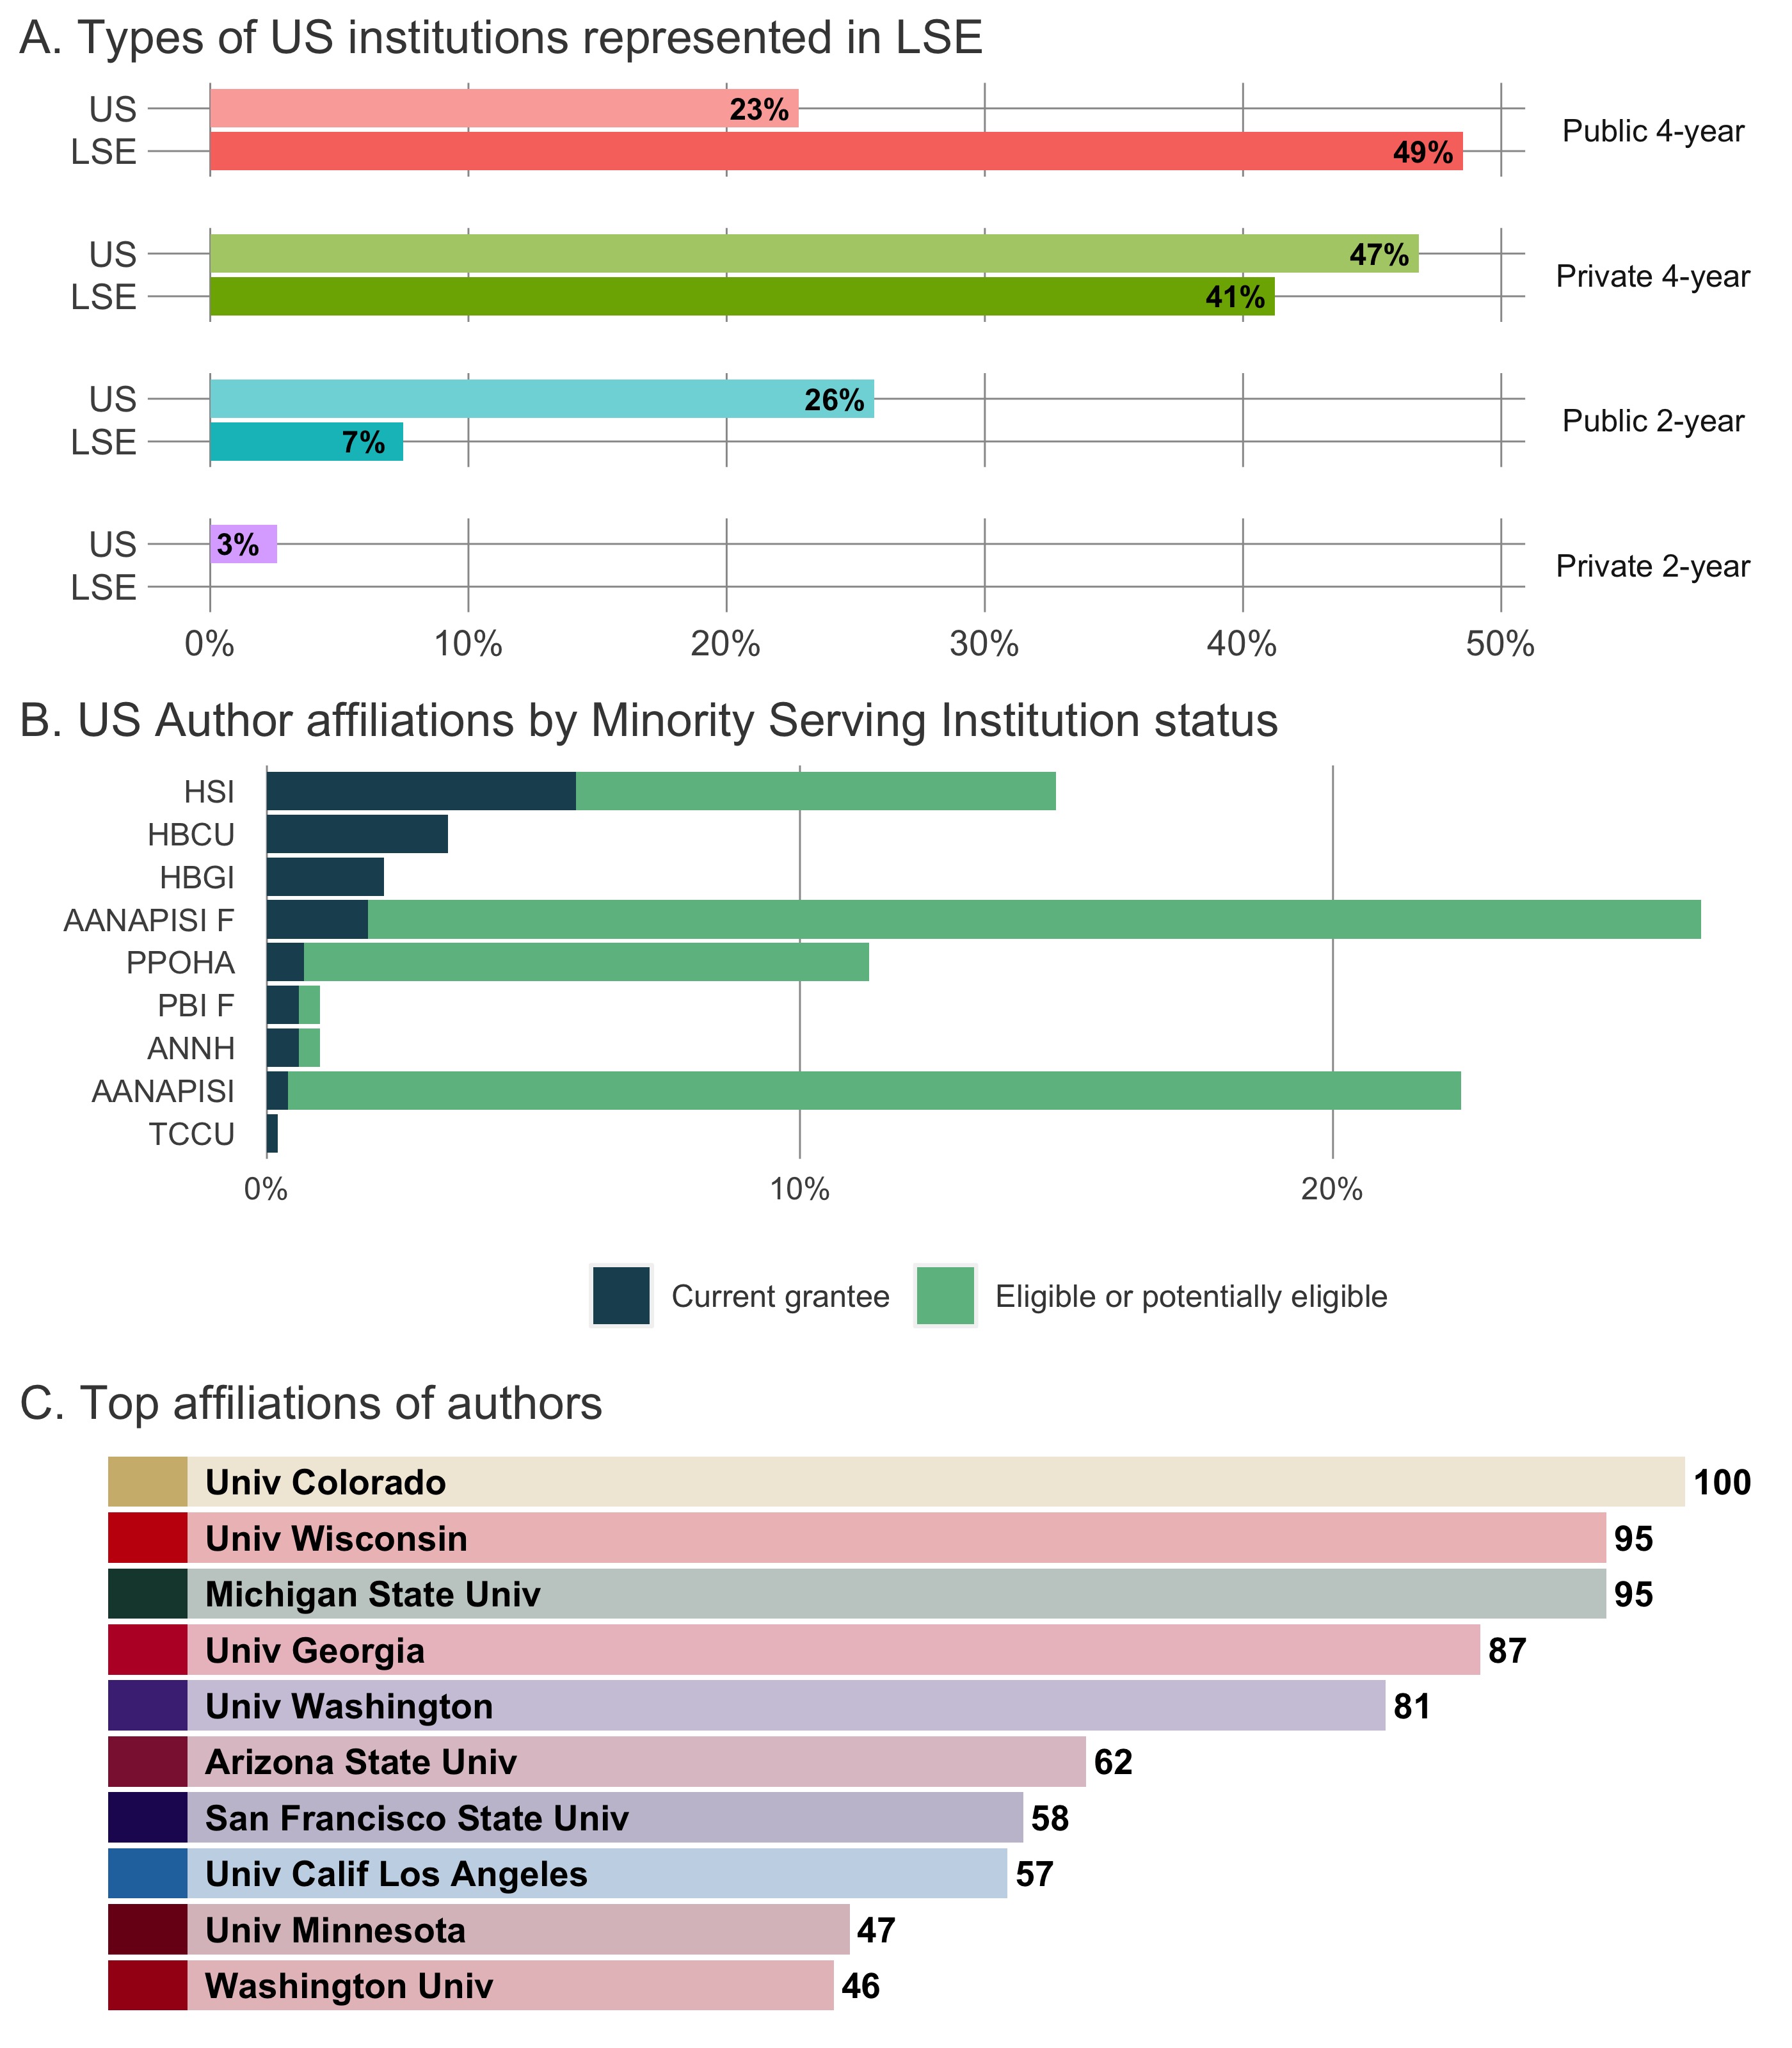 A. Types of US institutions represented in LSE
US 23%
LSE 49%
Public 4-year
US 47%
LSE 41%
Private 4-year
US 26%
LSE 7%
Public 2-year
US 3%
LSE
Private 2-year
0% 10% 20% 30% 40% 50%
B. US Author affiliations by Minority Serving Institution status
HSI
HBCU
HBGI
AANAPISI F
PPOHA
PBI F
ANNH
AANAPISI
TCCU
0% 10% 20%
Current grantee Eligible or potentially eligible
C. Top affiliations of authors
Univ Colorado 100
Univ Wisconsin 95
Michigan State Univ 95
Univ Georgia 87
Univ Washington 81
Arizona State Univ 62
San Francisco State Univ 58
Univ Calif Los Angeles 57
Univ Minnesota 47
Washington Univ 46